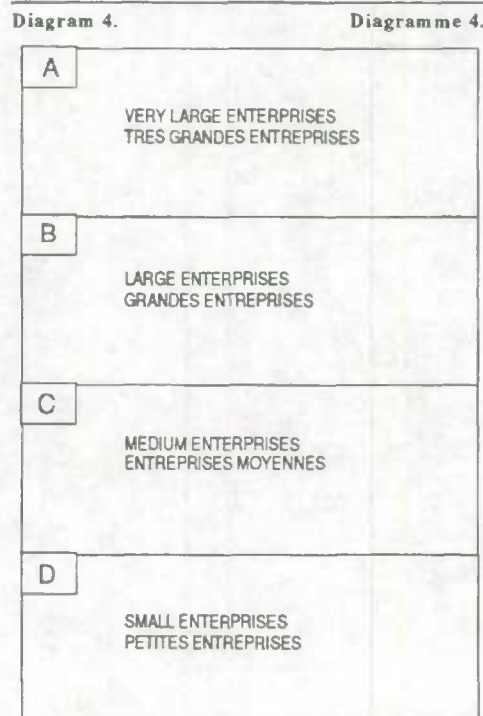 Diagram 4. Diagramme 4.
A
VERY LARGE ENTERPRISES
TRES GRANDES ENTREPRISES
B
LARGE ENTERPRISES
GRANDES ENTREPRISES
C
MEDIUM ENTERPRISES
ENTREPRISES MOYENNES
D
SMALL ENTERPRISES
PETITES ENTREPRISES